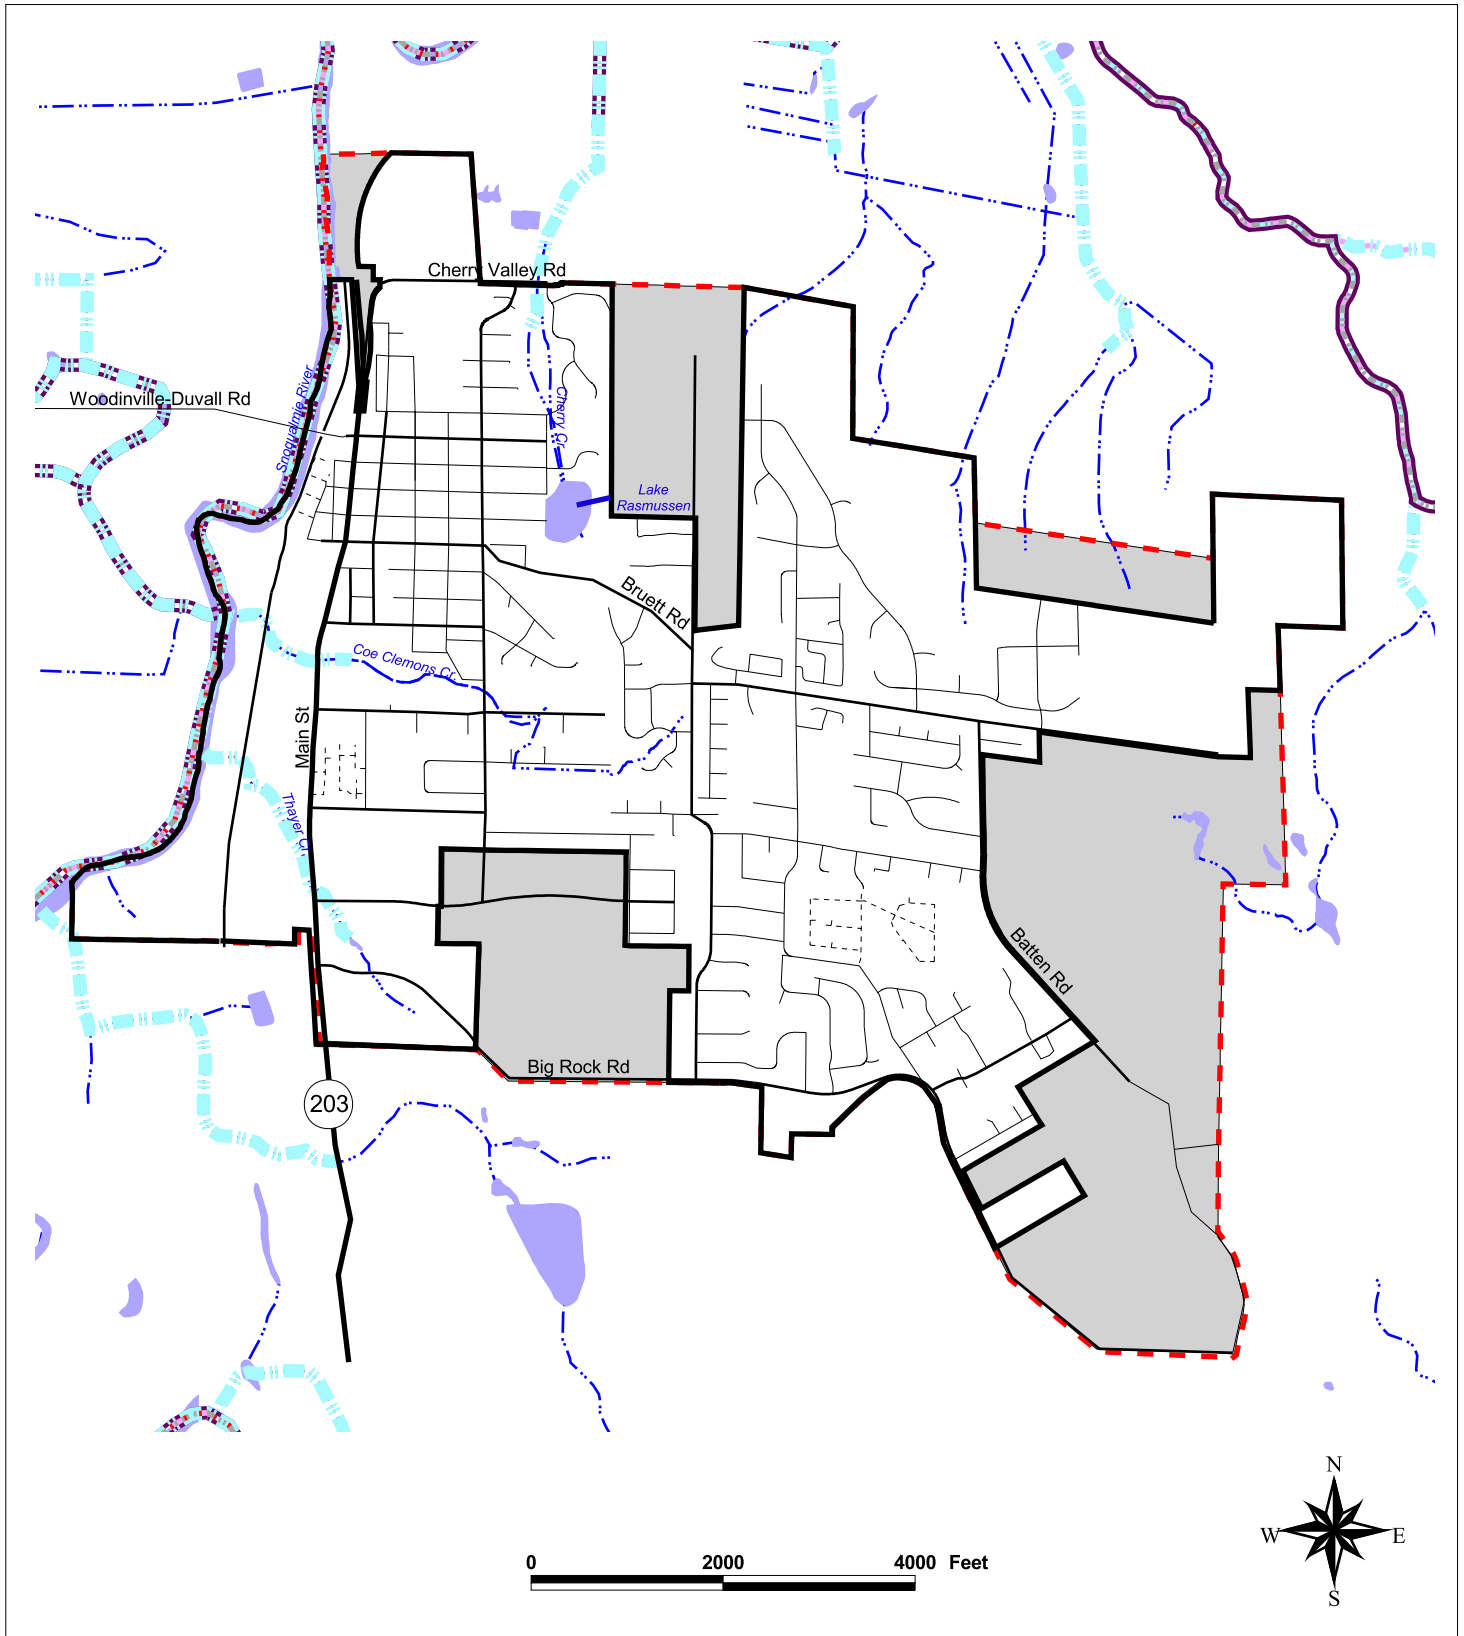 Cherry Valley Rd
Woodinville-Duvall Rd
Snoqualmie River
Cherry Cr.
Lake
Rasmussen
Bruett Rd
Coe Clemons Cr.
Main St
Thayer Cr.
Batten Rd
Big Rock Rd
203
N
W
E
S
0
2000
4000 Feet